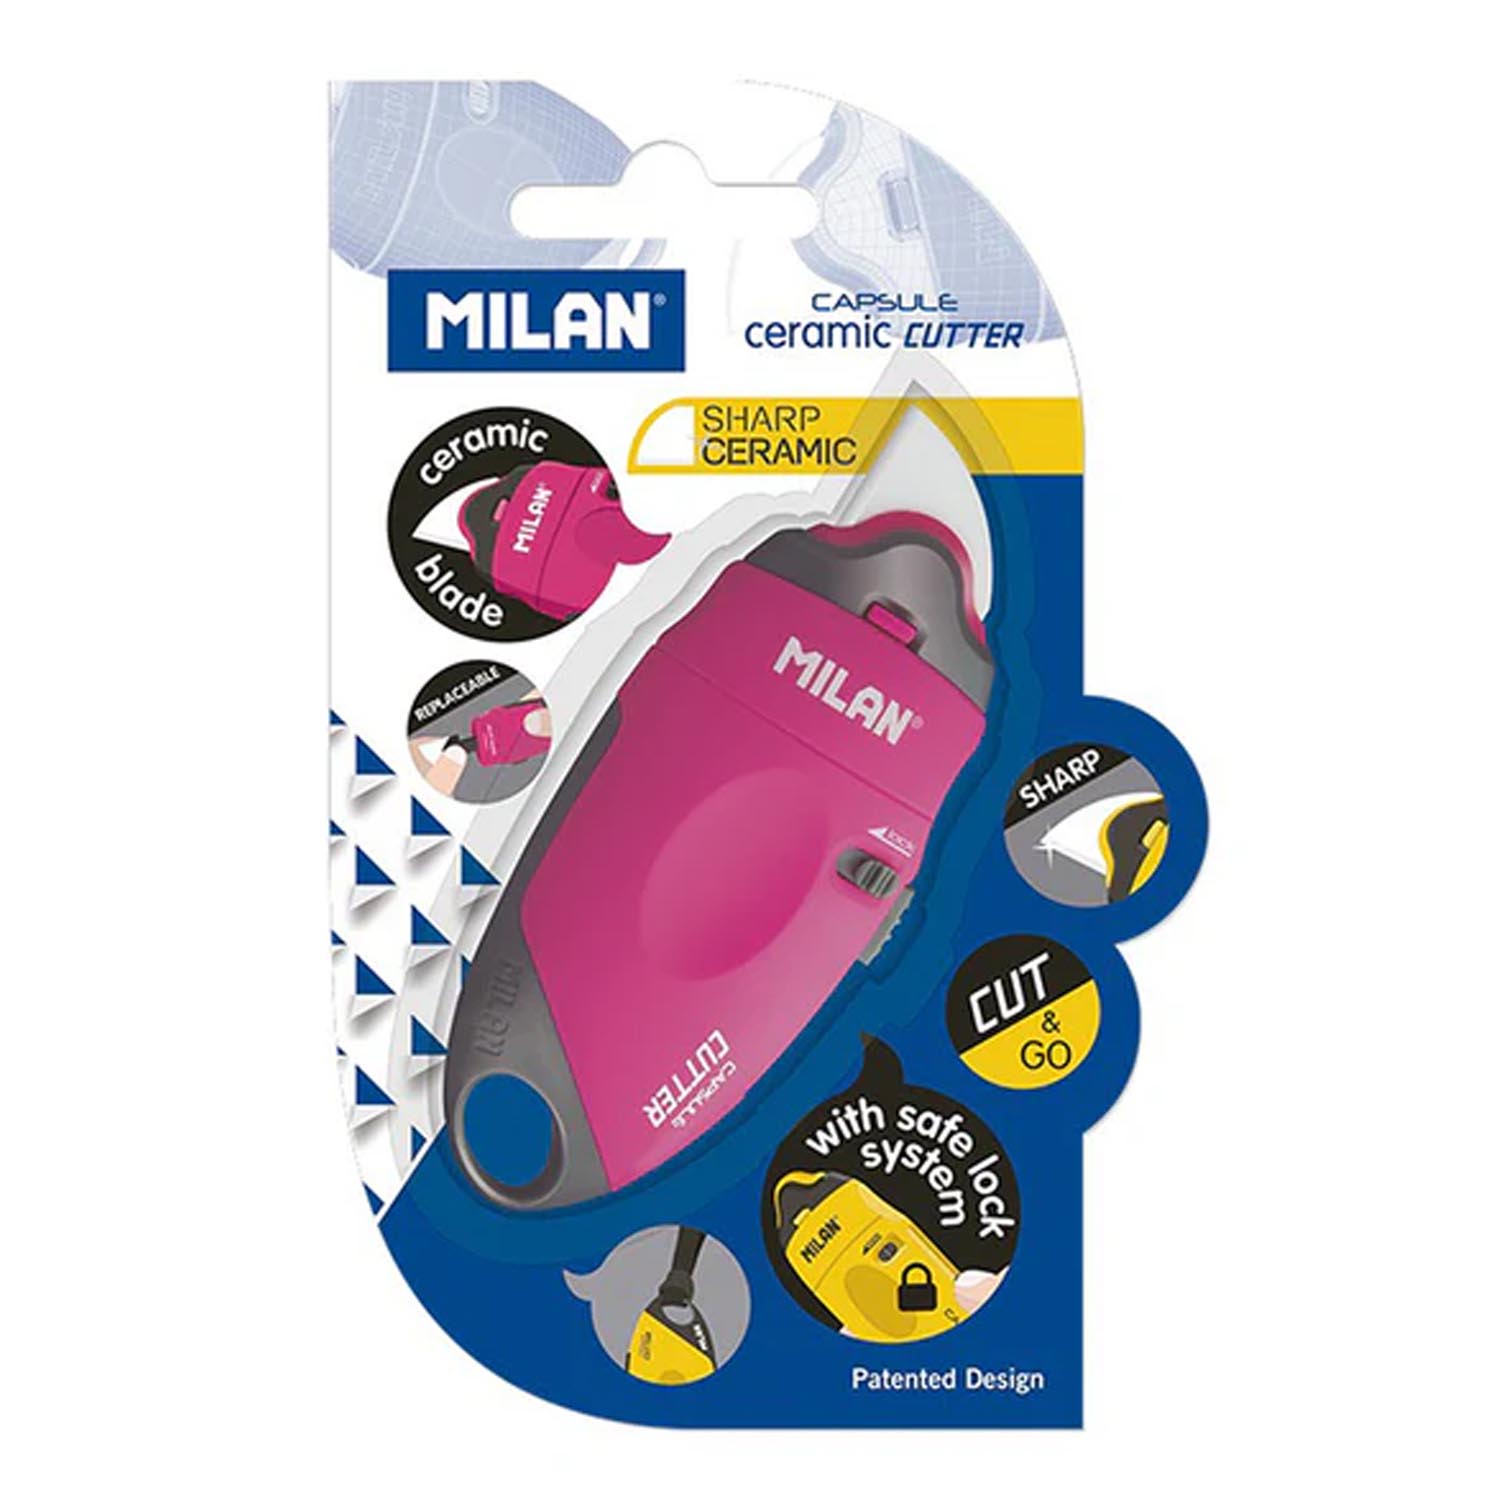 MILAN®
CAPSULE
ceramic CUTTER
SHARP
CERAMIC
ceramic
MILAN®
blade
REPLACEABLE
MILAN®
LOCK
MILAN
CAPSULE
CUTTER
SHARP
CUT
&
GO
with safe lock
system
MILAN®
Patented Design